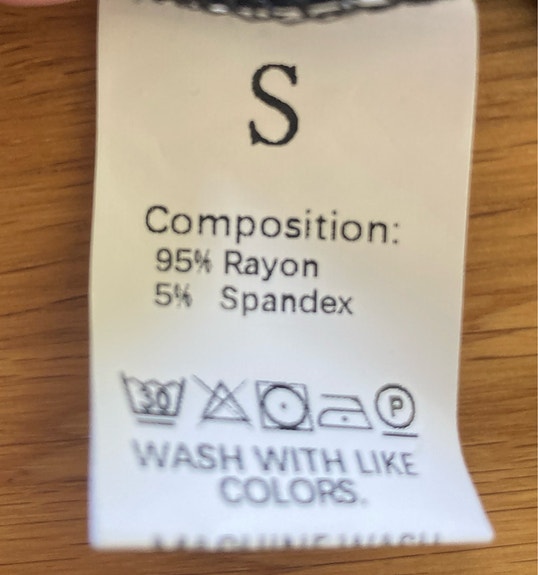 S
Composition:
95% Rayon
5% Spandex
30 P
WASH WITH LIKE
COLORS.